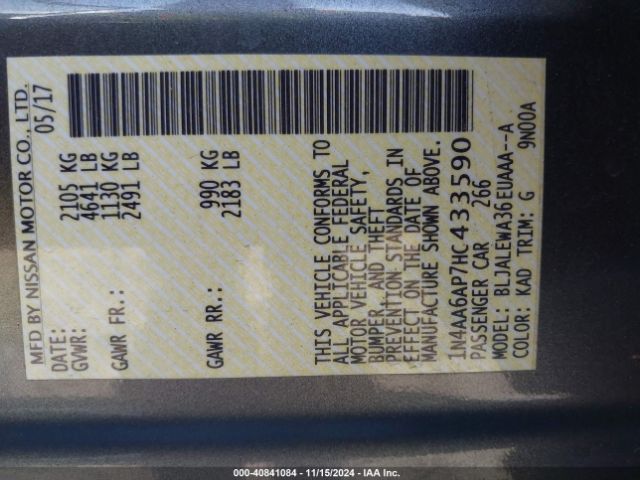 MFD BY NISSAN MOTOR CO., LTD.
DATE: 05/17
GVWR: 2105 KG
4641 LB
GAWR FR.: 1130 KG
2491 LB
GAWR RR.: 990 KG
2183 LB
THIS VEHICLE CONFORMS TO
ALL APPLICABLE FEDERAL
MOTOR VEHICLE SAFETY,
BUMPER AND THEFT
PREVENTION STANDARDS IN
EFFECT ON THE DATE OF
MANUFACTURE SHOWN ABOVE.
1N4AA6AP7HC433590
PASSENGER CAR 266
MODEL: BLJALEWA36EUAAA--A
COLOR: KAD TRIM: G 9N00A
000-40841084 - 11/15/2024 - IAA Inc.